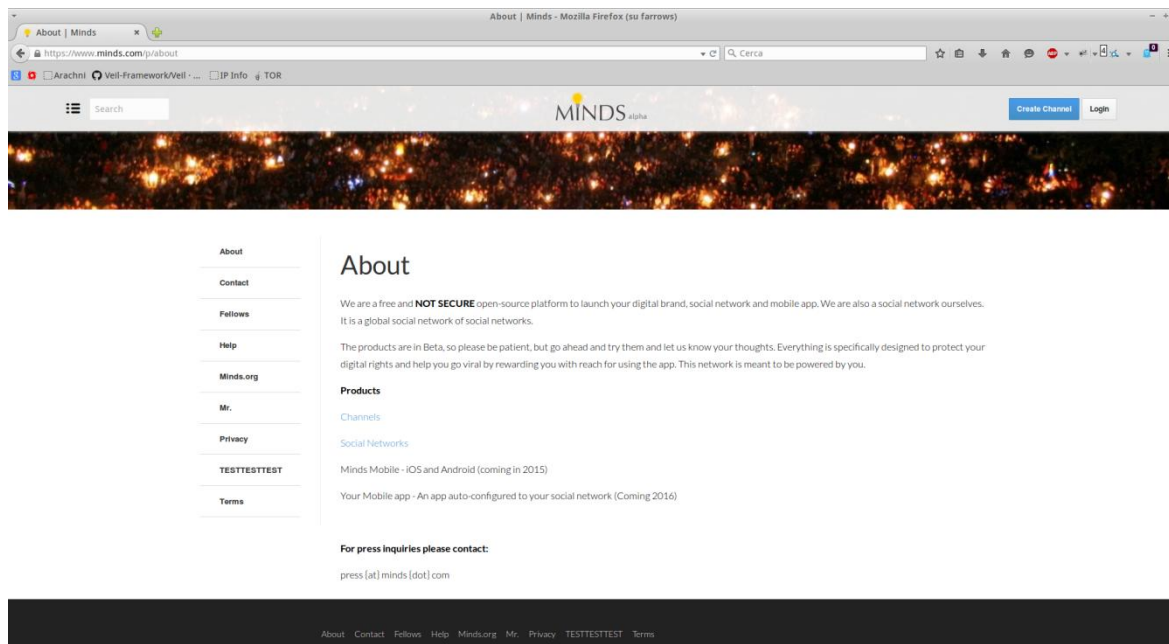 About | Minds - Mozilla Firefox (su farrows)
About | Minds
https://www.minds.com/p/about
Cerca
Arachni Veil-Framework/Veil - ... IP Info TOR
Search
MINDS alpha
Create Channel Login
About
Contact
Fellows
Help
Minds.org
Mr.
Privacy
TESTTESTTEST
Terms
About
We are a free and NOT SECURE open-source platform to launch your digital brand, social network and mobile app. We are also a social network ourselves.
It is a global social network of social networks.
The products are in Beta, so please be patient, but go ahead and try them and let us know your thoughts. Everything is specifically designed to protect your
digital rights and help you go viral by rewarding you with reach for using the app. This network is meant to be powered by you.
Products
Channels
Social Networks
Minds Mobile - iOS and Android (coming in 2015)
Your Mobile app - An app auto-configured to your social network (Coming 2016)
For press inquiries please contact:
press [at] minds [dot] com
About Contact Fellows Help Minds.org Mr. Privacy TESTTESTTEST Terms